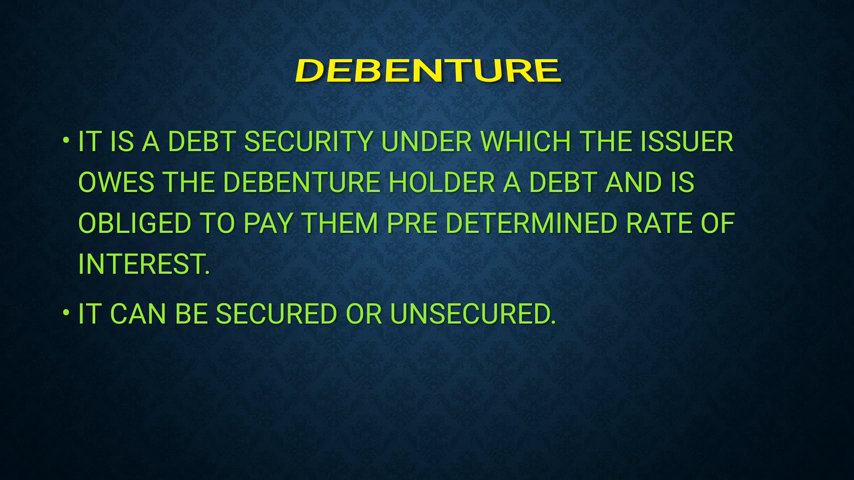 DEBENTURE
• IT IS A DEBT SECURITY UNDER WHICH THE ISSUER
OWES THE DEBENTURE HOLDER A DEBT AND IS
OBLIGED TO PAY THEM PRE DETERMINED RATE OF
INTEREST.
• IT CAN BE SECURED OR UNSECURED.